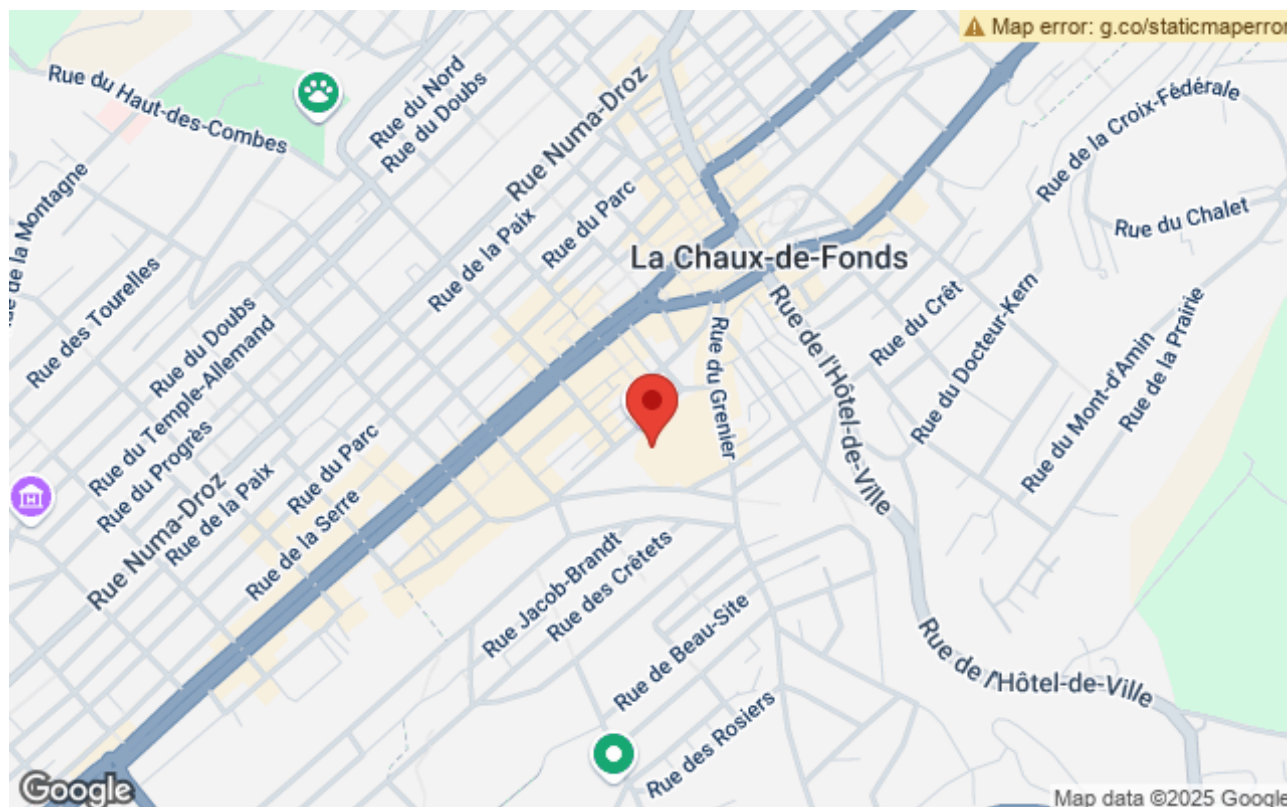 Map error: g.co/staticmaperror
Rue du Haut-des-Combes
Rue du Nord
Rue du Doubs
Rue Numa-Droz
Rue de la Croix-Fédérale
Rue du Parc
Rue du Chalet
Rue de la Montagne
Rue de la Paix
La Chaux-de-Fonds
Rue des Tourelles
Rue du Doubs
Rue du Temple-Allemand
Rue du Progrès
Rue du Grenier
Rue de l'Hôtel-de-Ville
Rue du Crêt
Rue du Docteur-Kern
Rue du Mont-d'Amin
Rue de la Prairie
Rue Numa-Droz
Rue de la Paix
Rue du Parc
Rue de la Serre
Rue Jacob-Brandt
Rue des Crêtets
Rue de Beau-Site
Rue des Rosiers
Rue de l'Hôtel-de-Ville
Google
Map data ©2025 Google